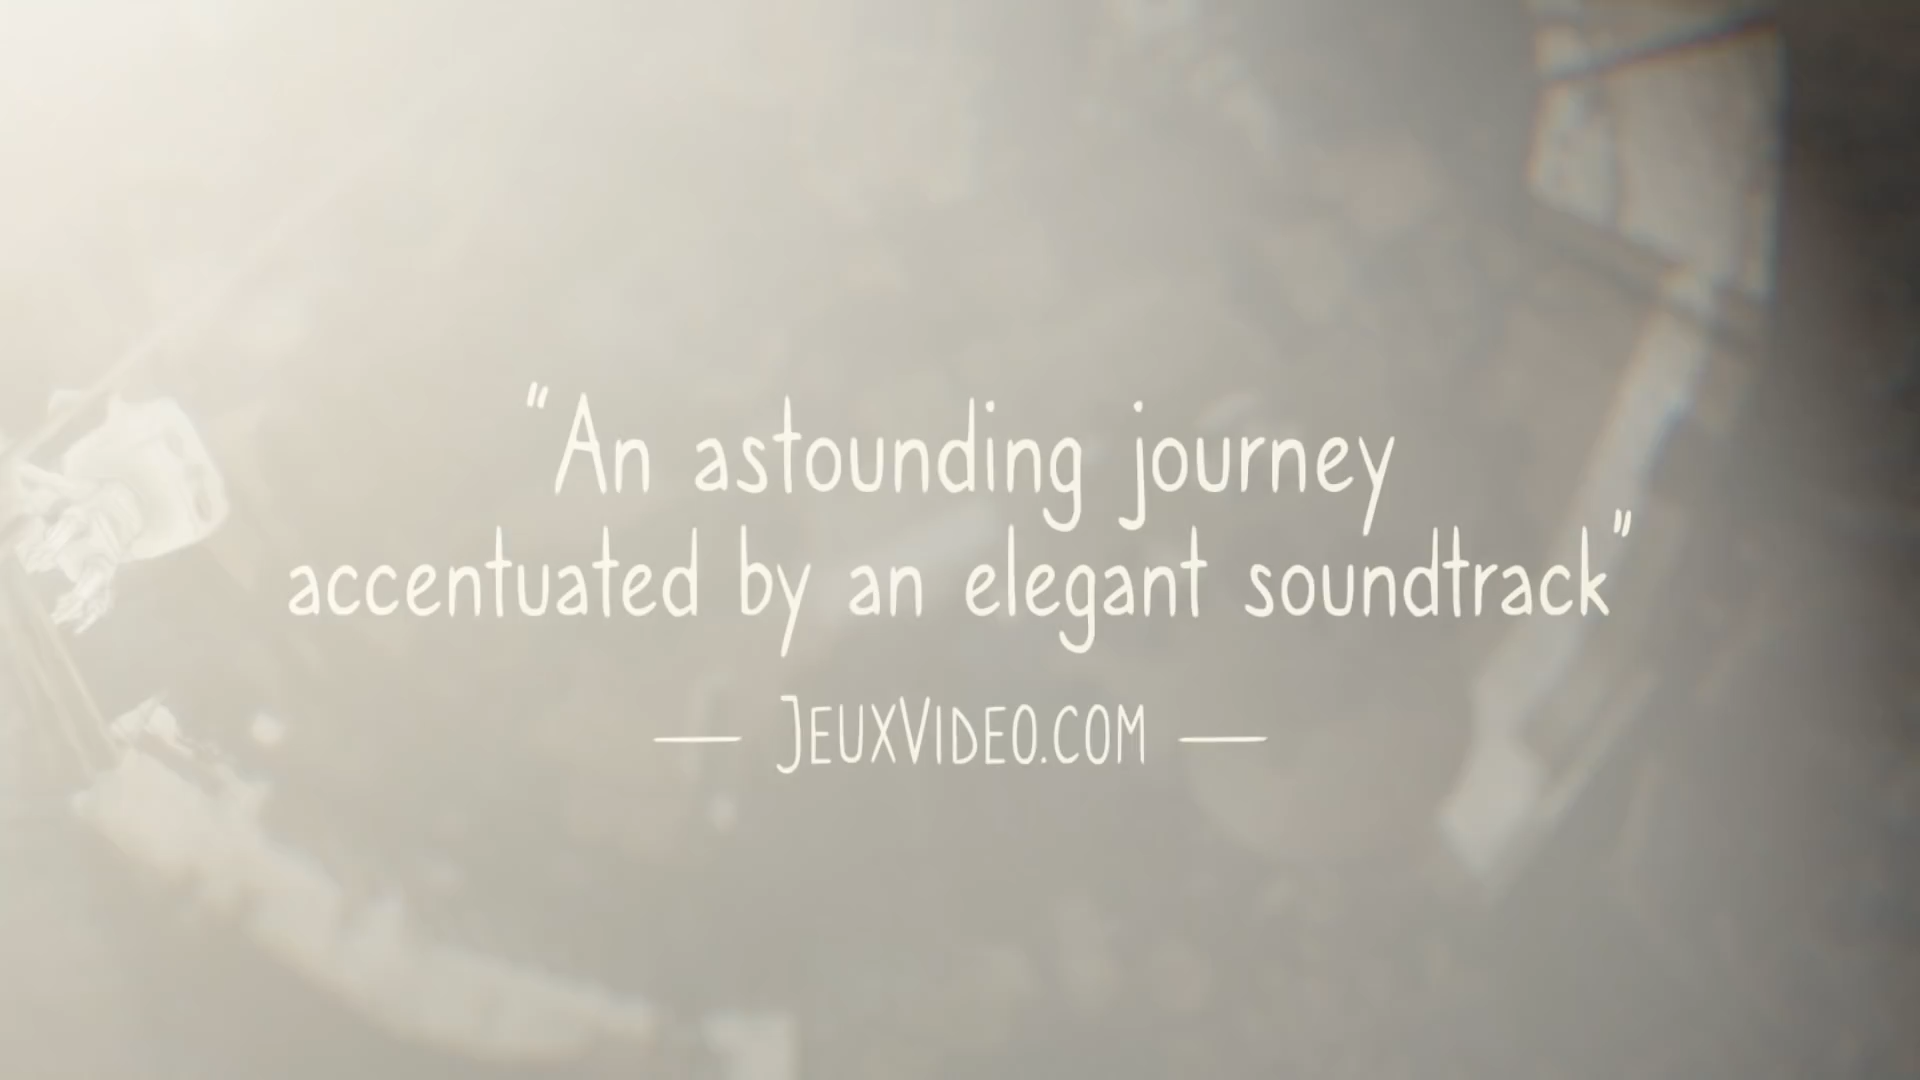 "An astounding journey
accentuated by an elegant soundtrack"
— JEUXVIDEO.COM —